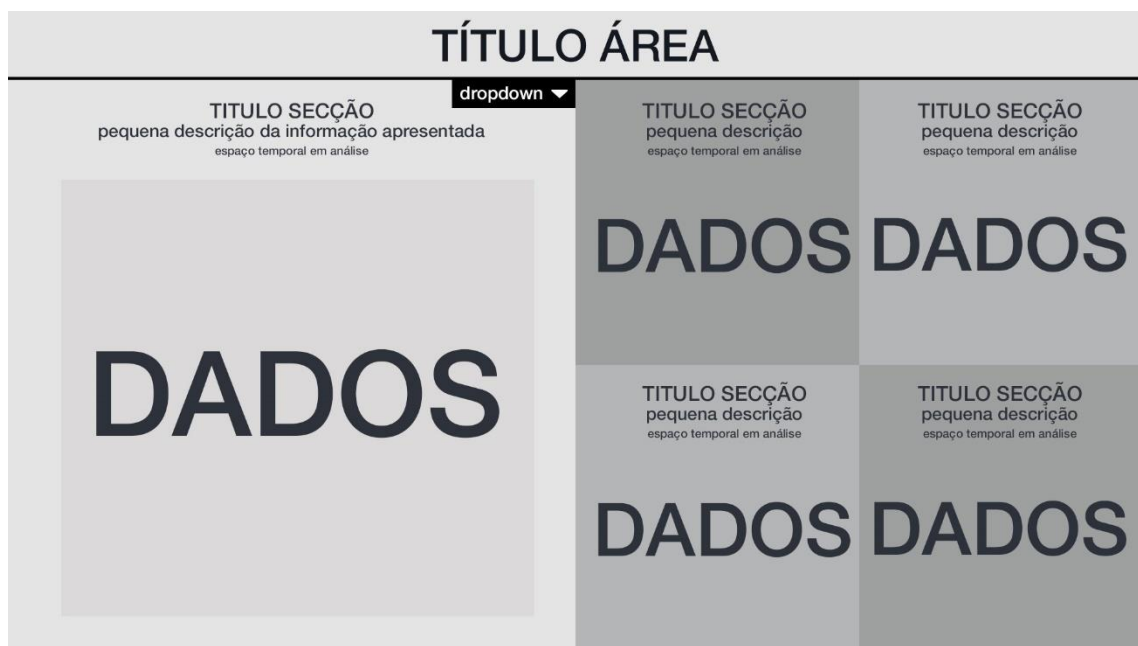 TÍTULO ÁREA
dropdown
TITULO SECÇÃO
pequena descrição da informação apresentada
espaço temporal em análise
DADOS
TITULO SECÇÃO
pequena descrição
espaço temporal em análise
DADOS
TITULO SECÇÃO
pequena descrição
espaço temporal em análise
DADOS
TITULO SECÇÃO
pequena descrição
espaço temporal em análise
DADOS
TITULO SECÇÃO
pequena descrição
espaço temporal em análise
DADOS